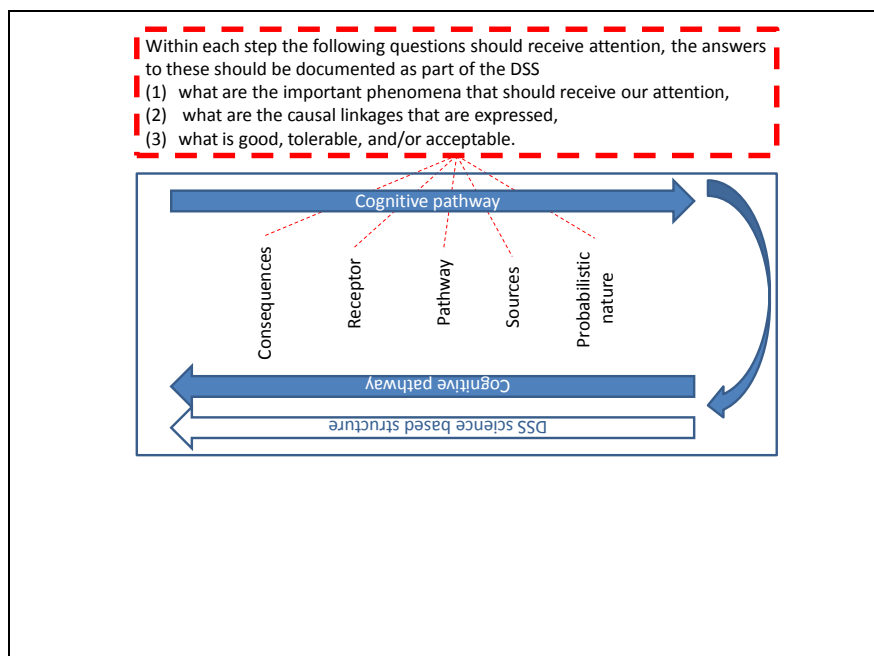 Within each step the following questions should receive attention, the answers
to these should be documented as part of the DSS
(1) what are the important phenomena that should receive our attention,
(2) what are the causal linkages that are expressed,
(3) what is good, tolerable, and/or acceptable.
Cognitive pathway
Consequences
Receptor
Pathway
Sources
Probabilistic
nature
Cognitive pathway
DSS science based structure